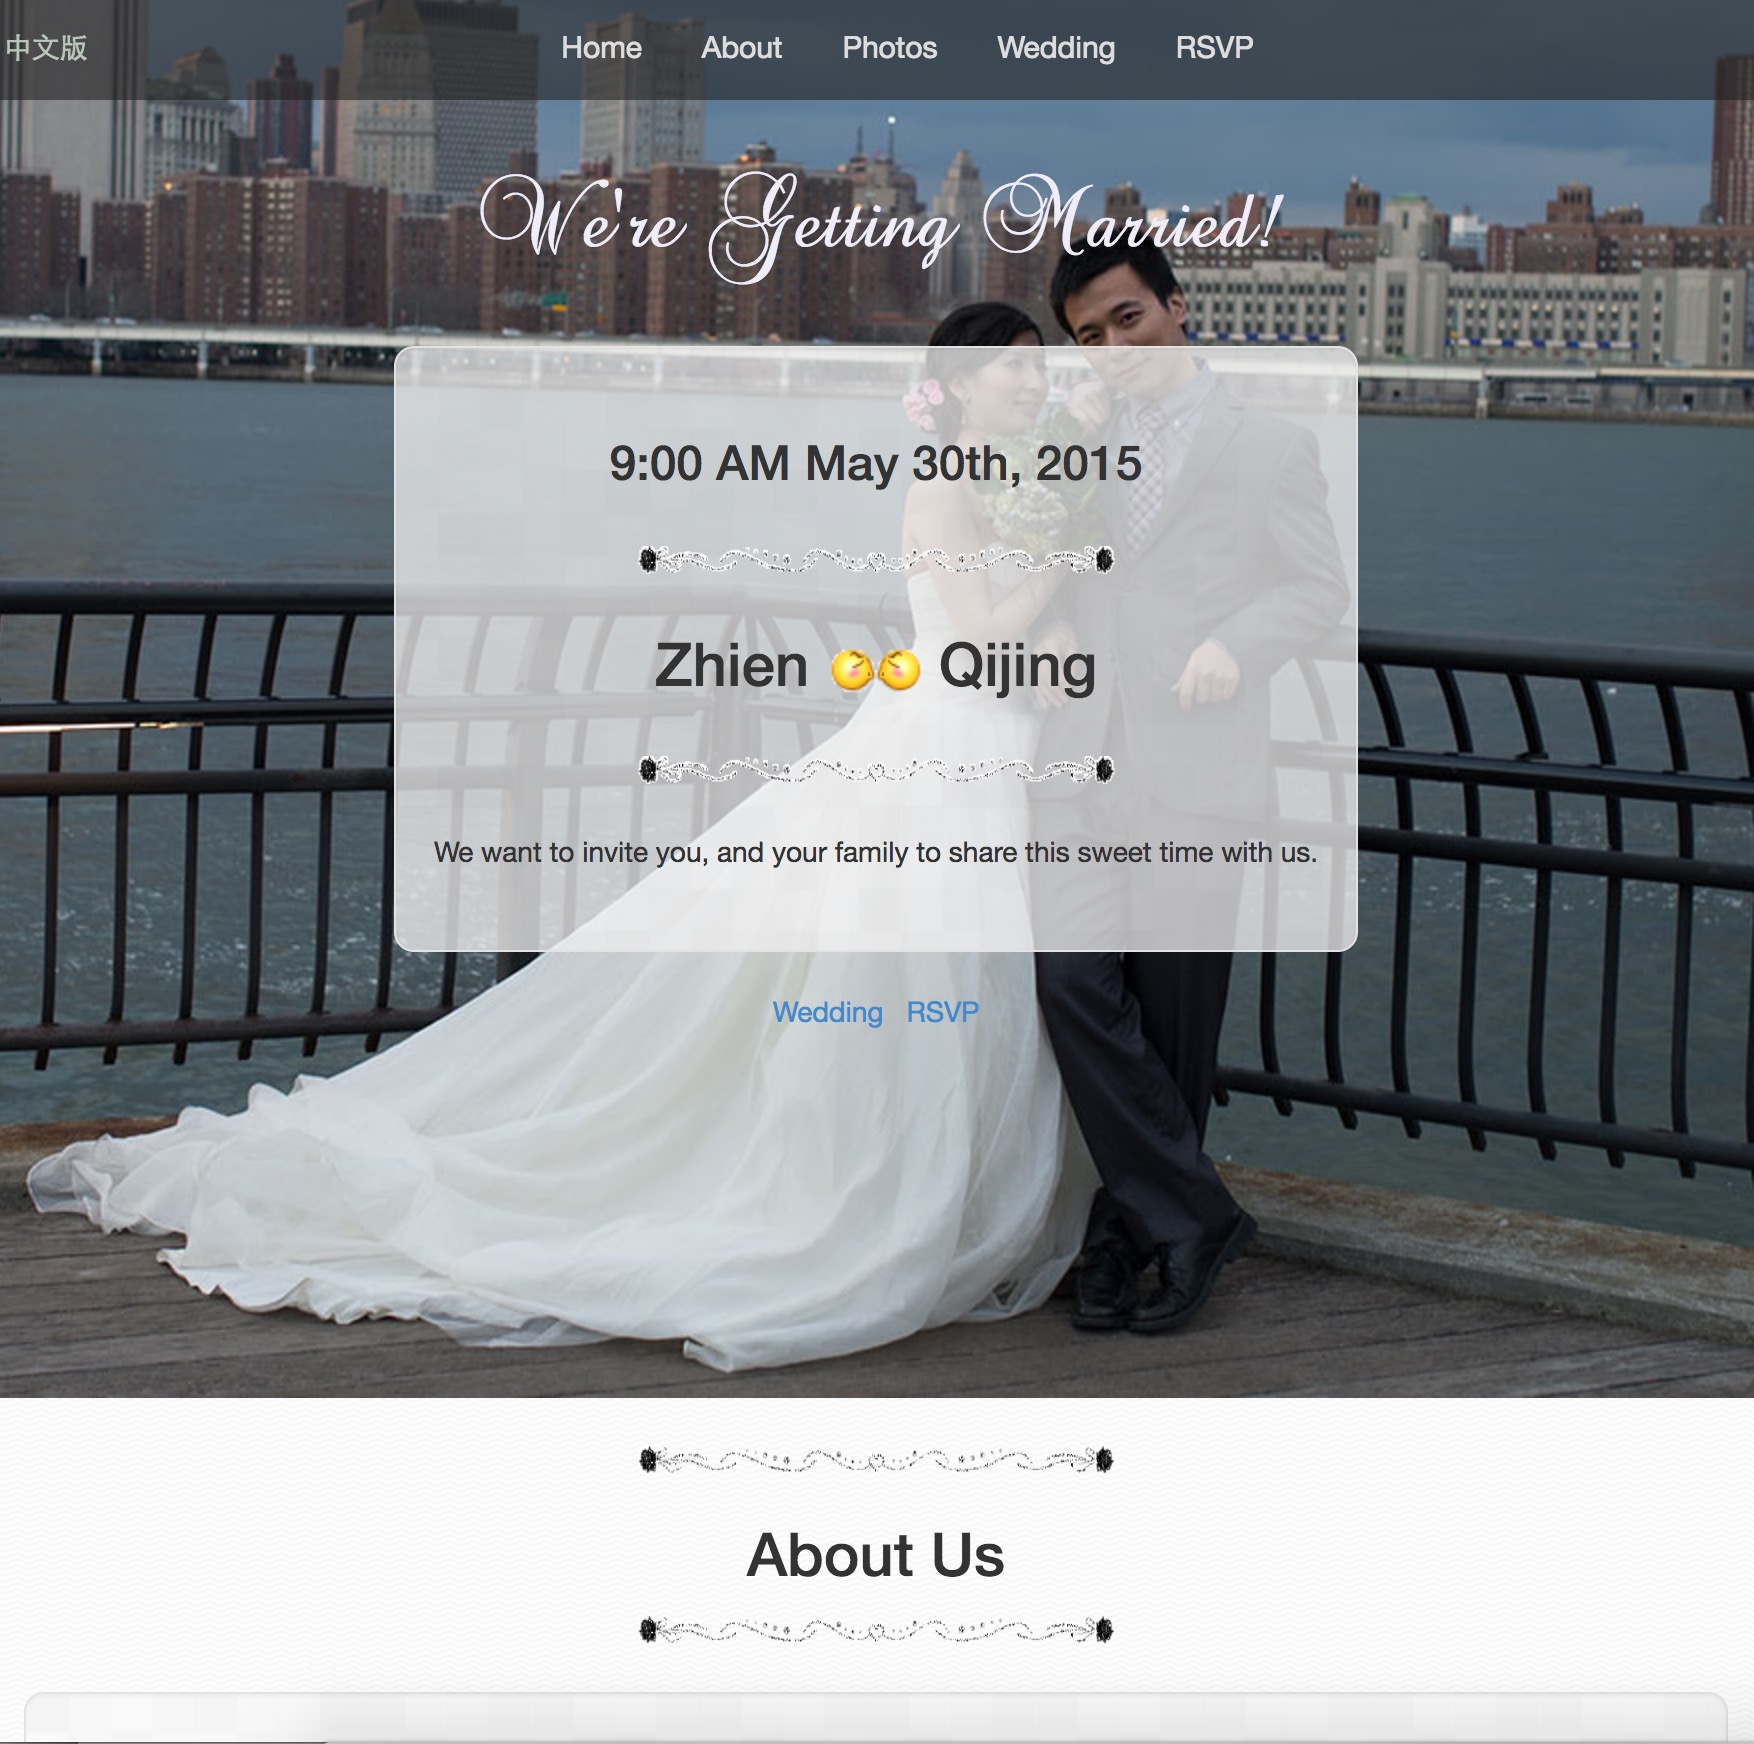 中文版 Home About Photos Wedding RSVP
We're Getting Married!
9:00 AM May 30th, 2015
Zhien Qijing
We want to invite you, and your family to share this sweet time with us.
Wedding RSVP
About Us